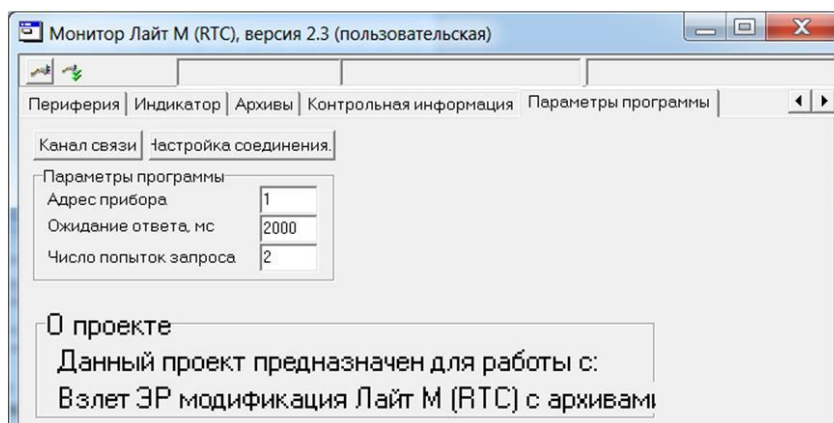 Монитор Лайт М (RTC), версия 2.3 (пользовательская)
Периферия Индикатор Архивы Контрольная информация Параметры программы
Канал связи Настройка соединения.
Параметры программы
Адрес прибора 1
Ожидание ответа, мс 2000
Число попыток запроса 2
О проекте
Данный проект предназначен для работы с:
Взлет ЭР модификация Лайт М (RTC) с архивами